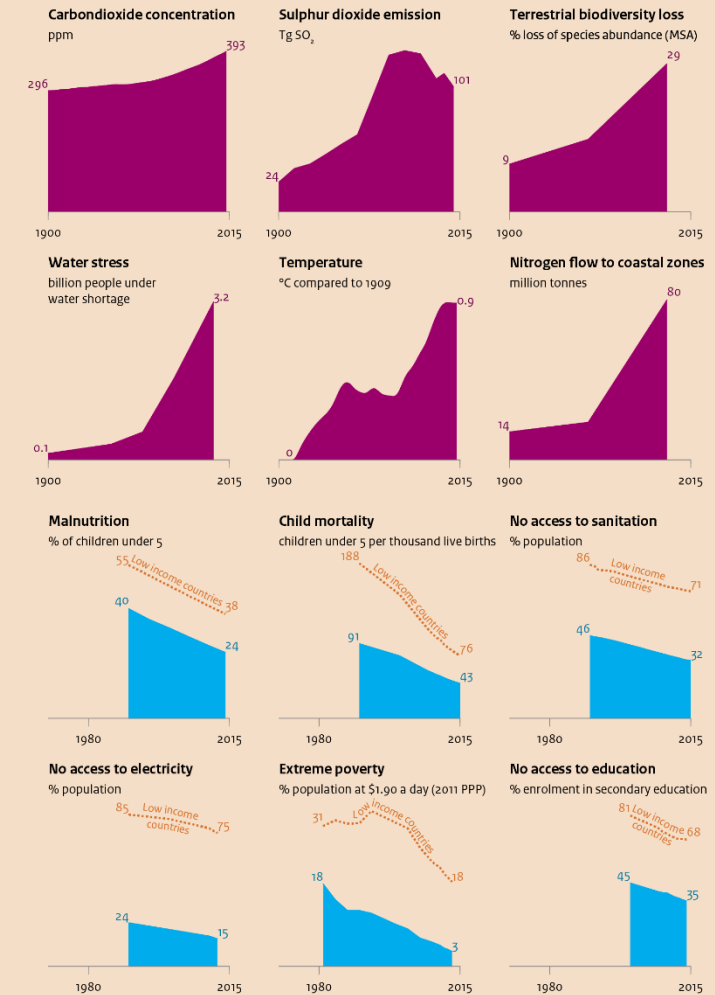 Carbondioxide concentration
ppm
393
296
1900
2015
Sulphur dioxide emission
Tg SO₂
101
24
1900
2015
Terrestrial biodiversity loss
% loss of species abundance (MSA)
29
9
1900
2015
Water stress
billion people under
water shortage
3.2
0.1
1900
2015
Temperature
°C compared to 1909
0.9
0
1900
2015
Nitrogen flow to coastal zones
million tonnes
80
14
1900
2015
Malnutrition
% of children under 5
55
Low income countries
38
40
24
1980
2015
Child mortality
children under 5 per thousand live births
188
Low income countries
76
91
43
1980
2015
No access to sanitation
% population
86
Low income
countries
71
46
32
1980
2015
No access to electricity
% population
85
Low income
countries
75
24
15
1980
2015
Extreme poverty
% population at $1.90 a day (2011 PPP)
31
Low income countries
18
18
3
1980
2015
No access to education
% enrolment in secondary education
81
Low income
countries
68
45
35
1980
2015